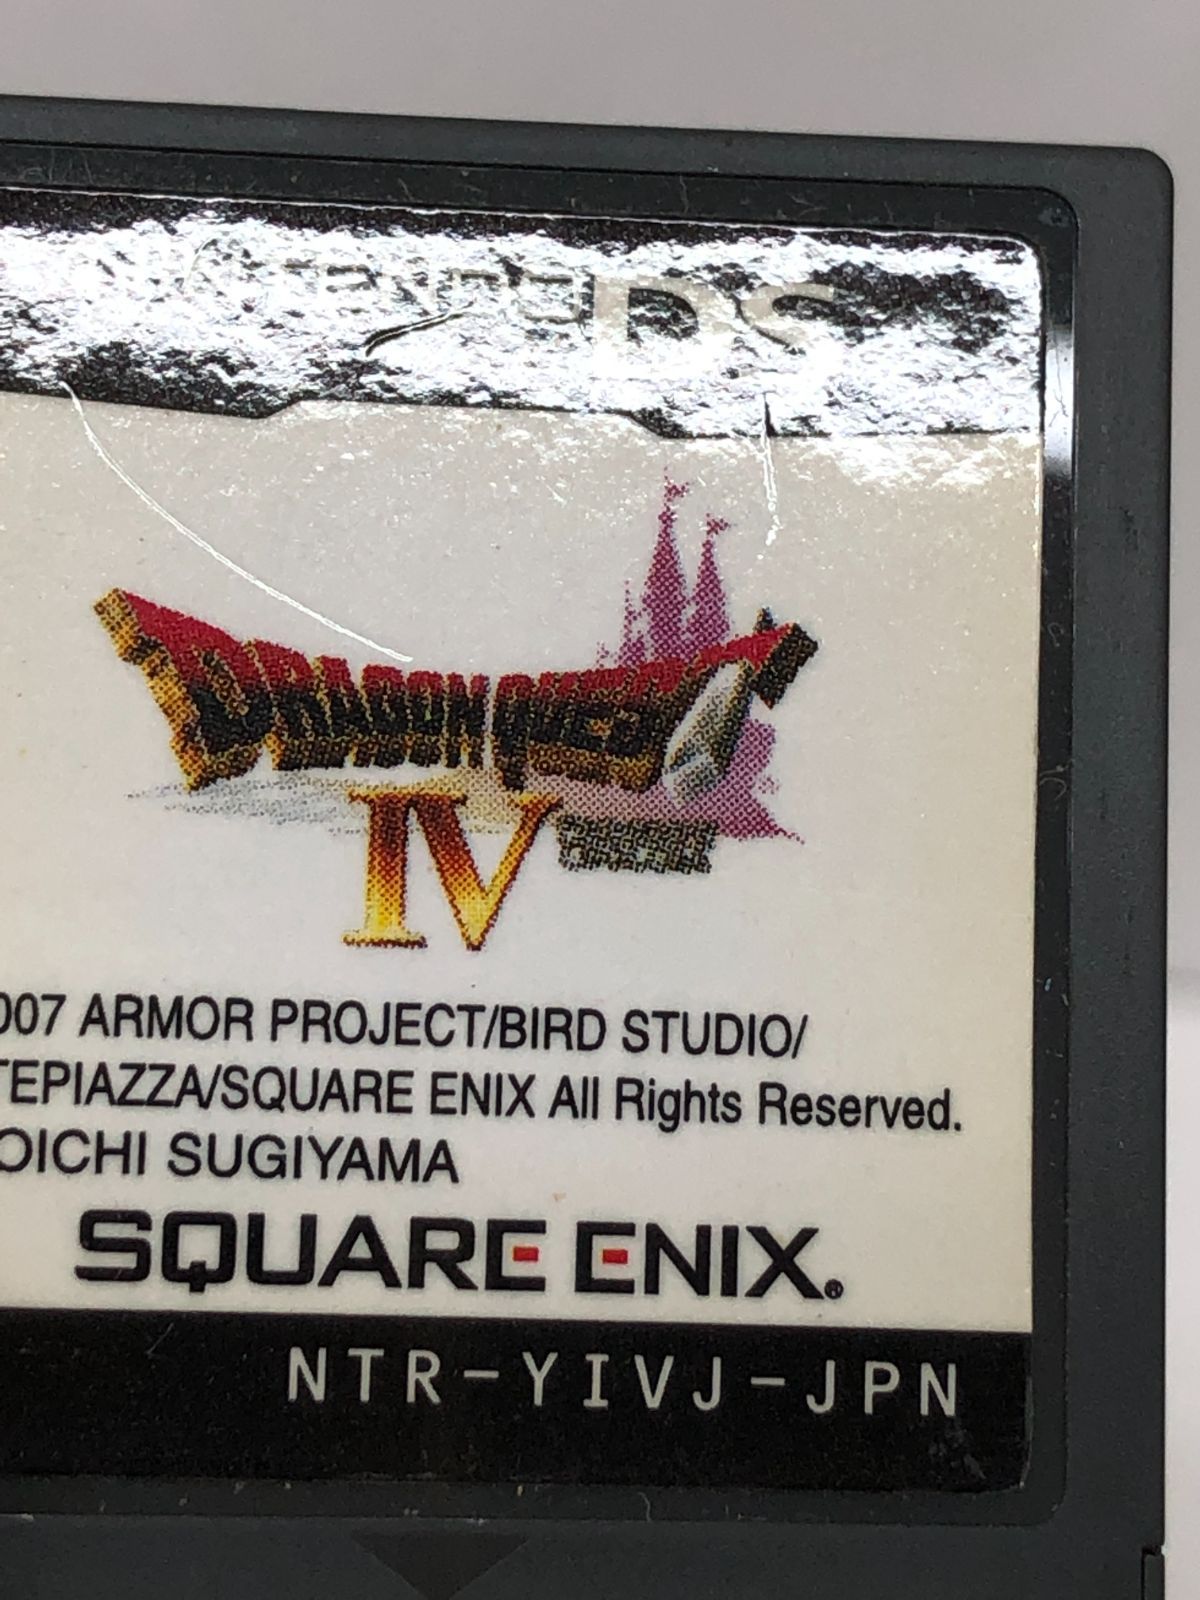 NINTENDO DS
DRAGON QUEST
IV
007 ARMOR PROJECT/BIRD STUDIO/
TEPIAZZA/SQUARE ENIX All Rights Reserved.
OICHI SUGIYAMA
SQUARE ENIX®
NTR-YIVJ-JPN